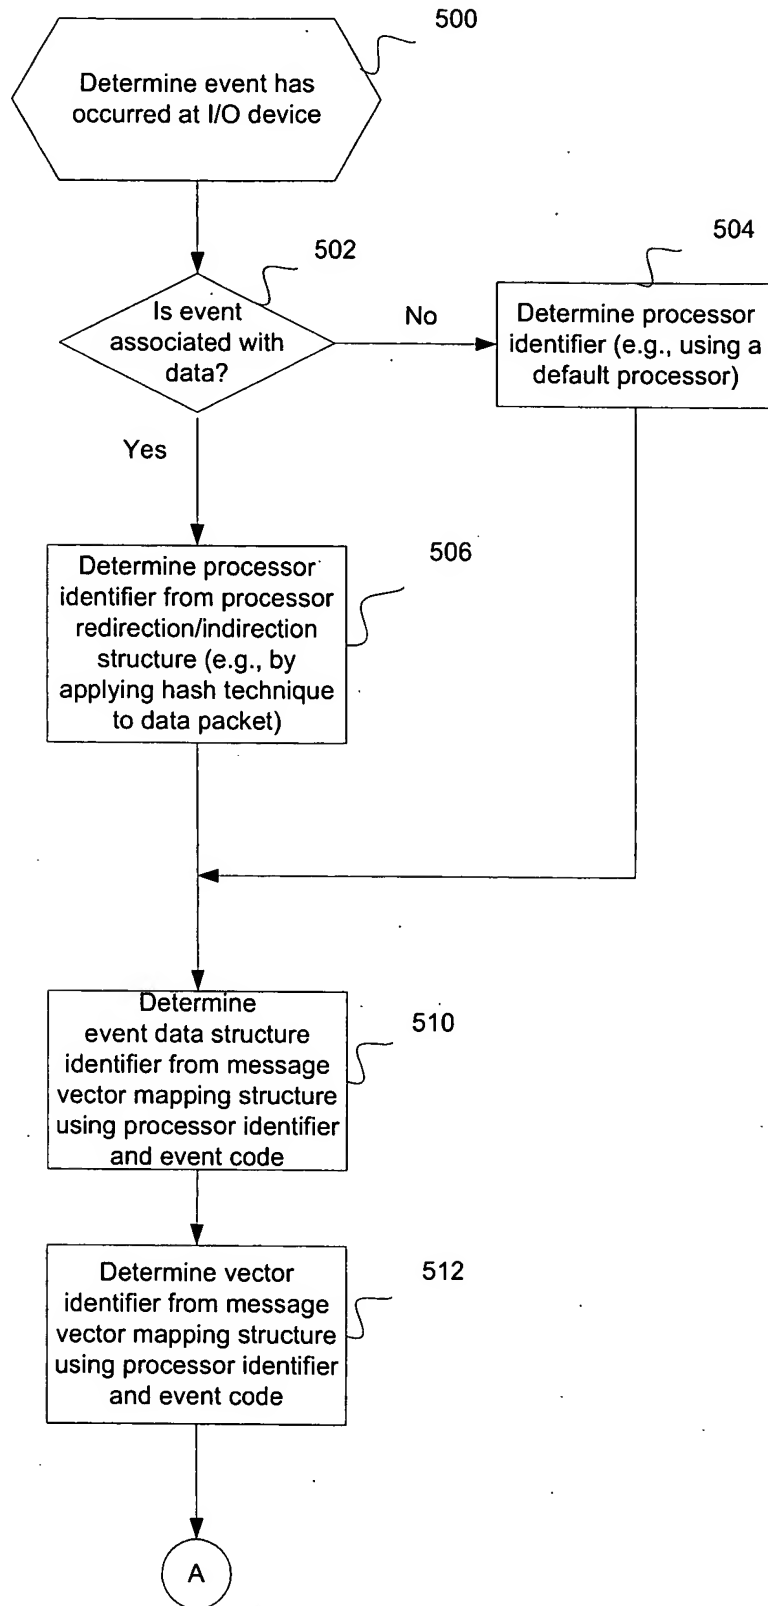 500
Determine event has
occurred at I/O device
502
504
Is event
associated with
data?
No
Determine processor
identifier (e.g., using a
default processor)
Yes
506
Determine processor
identifier from processor
redirection/indirection
structure (e.g., by
applying hash technique
to data packet)
510
Determine
event data structure
identifier from message
vector mapping structure
using processor identifier
and event code
512
Determine vector
identifier from message
vector mapping structure
using processor identifier
and event code
A